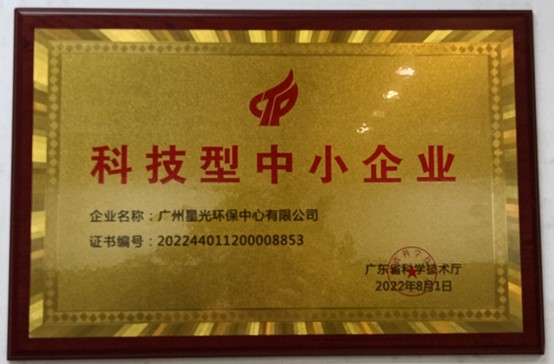 科技型中小企业
企业名称：广州星光环保中心有限公司
证书编号：202244011200008853
广东省科学技术厅
2022年8月1日